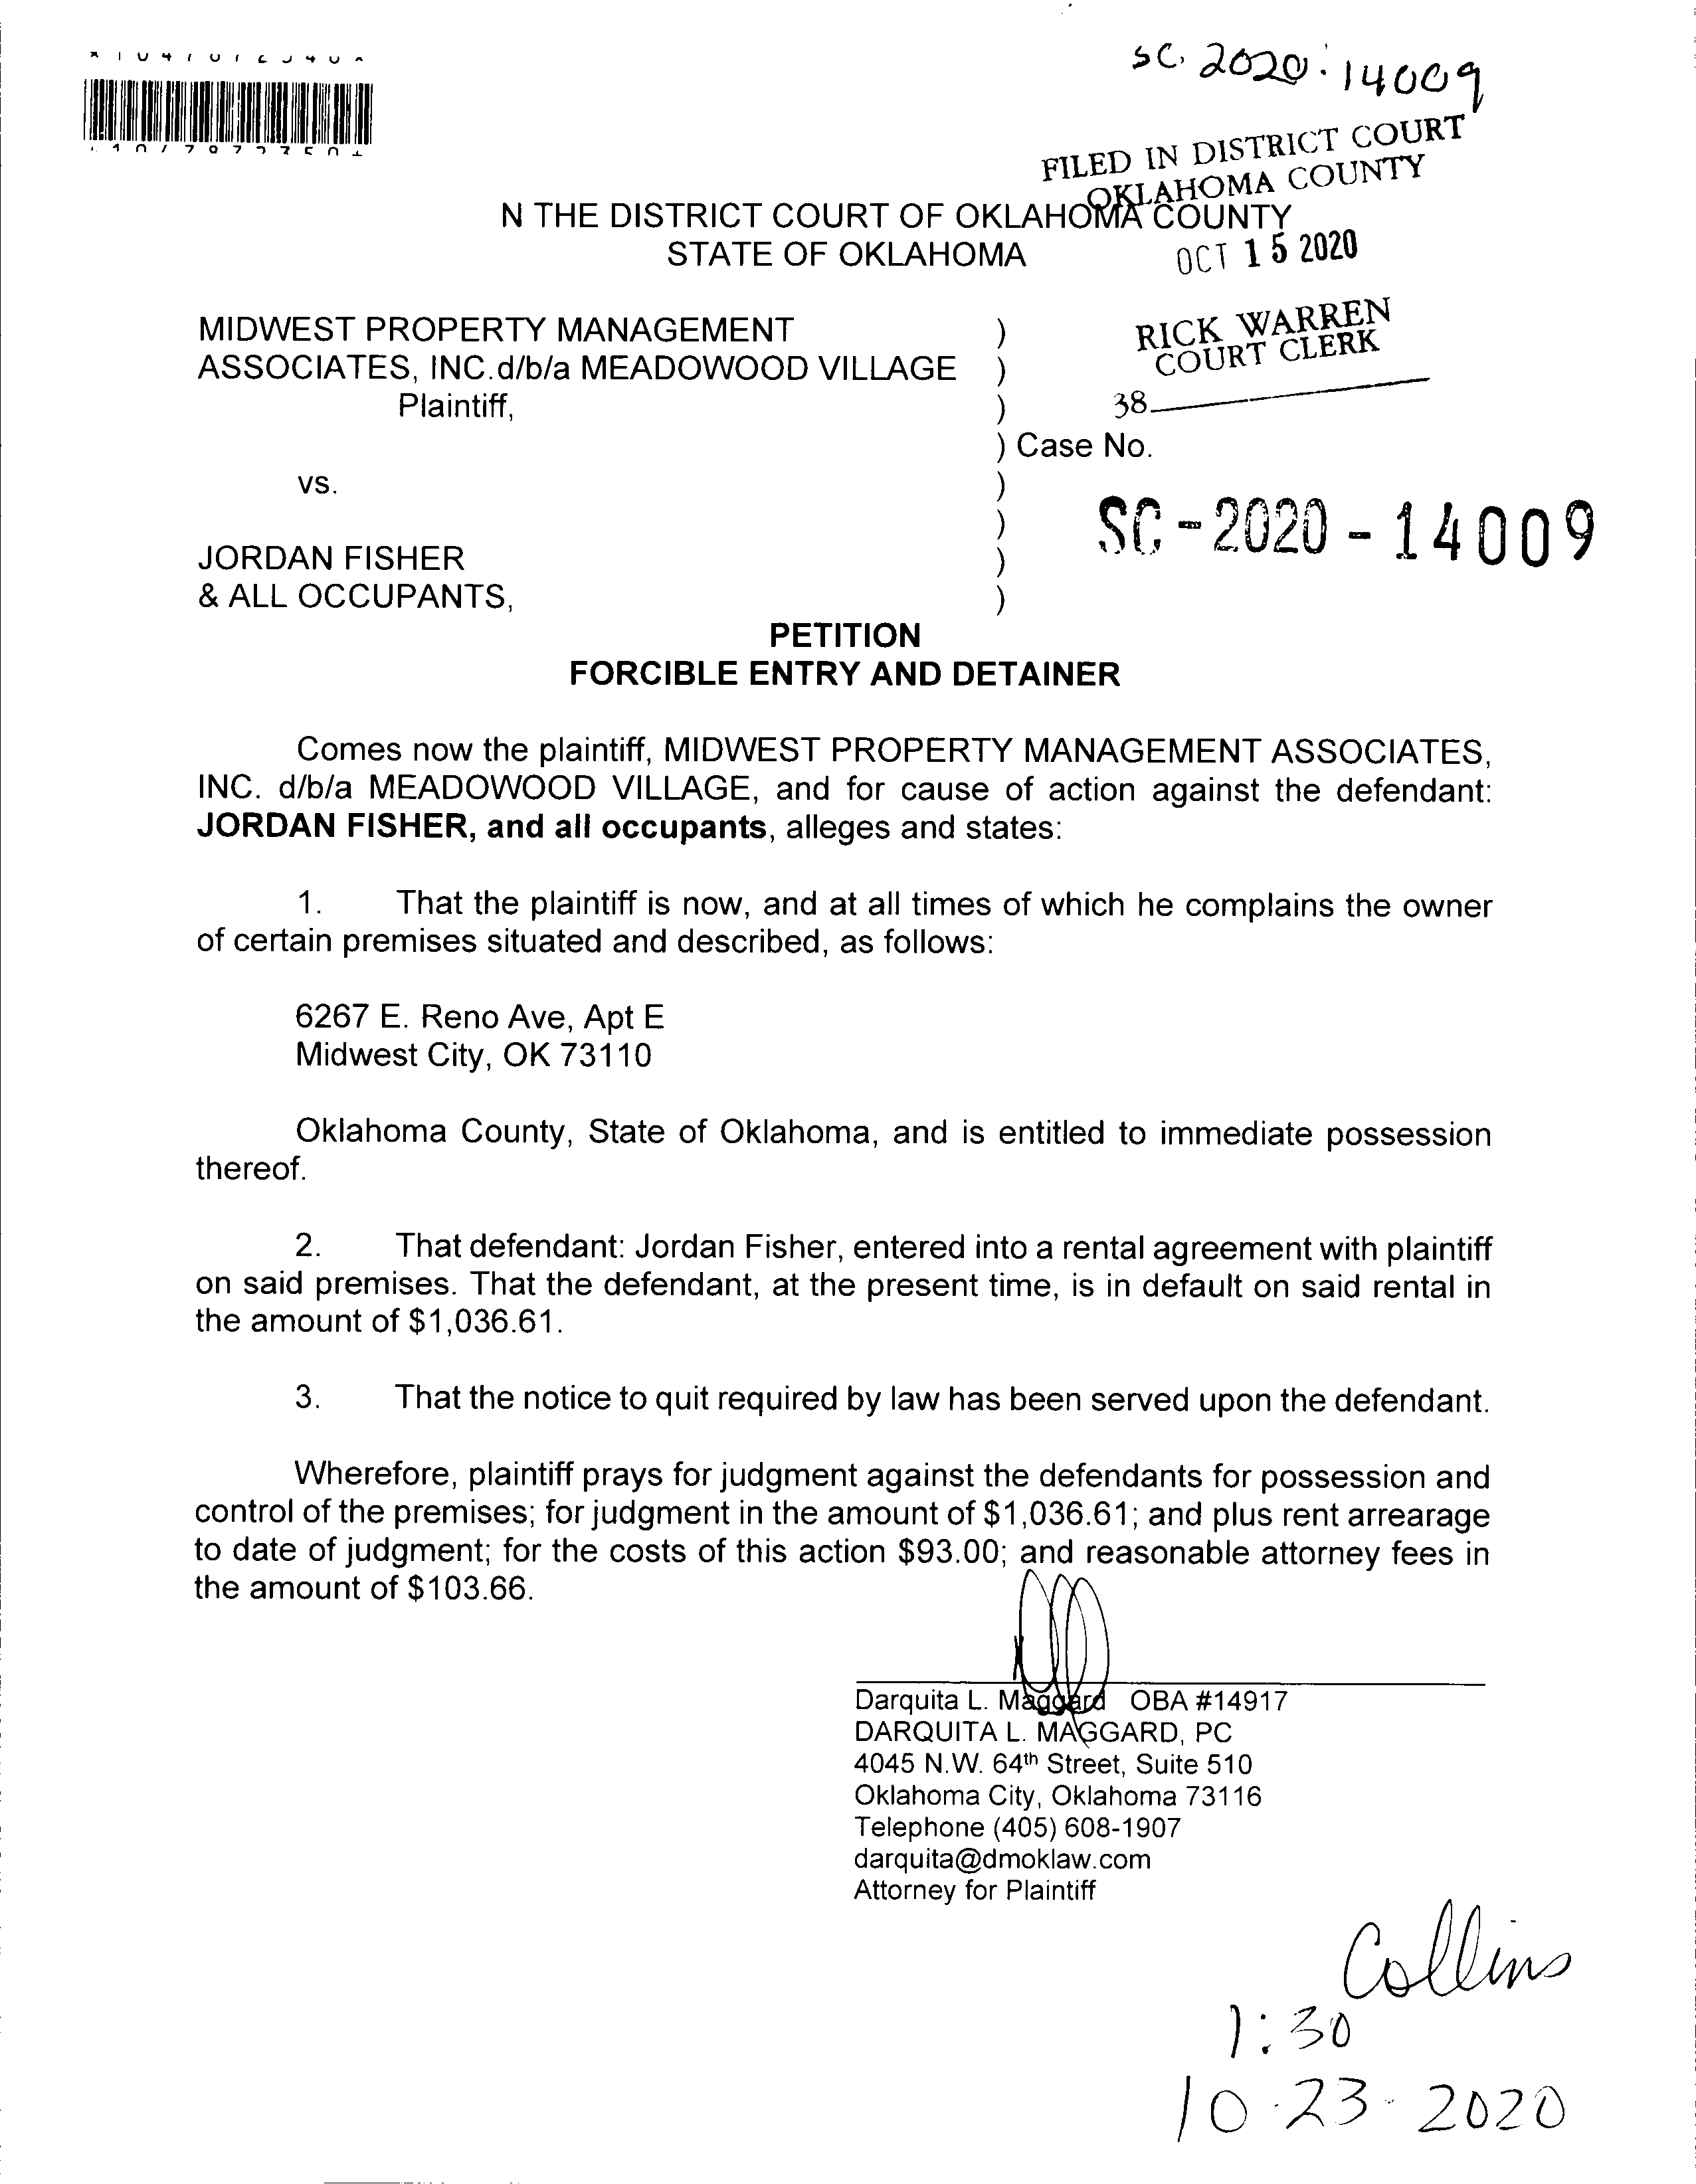 SC. 2020. 14009
FILED IN DISTRICT COURT
OKLAHOMA COUNTY
N THE DISTRICT COURT OF OKLAHOMA COUNTY
STATE OF OKLAHOMA
OCT 15 2020
MIDWEST PROPERTY MANAGEMENT )
ASSOCIATES, INC.d/b/a MEADOWOOD VILLAGE )
Plaintiff, )
RICK WARREN
COURT CLERK
38
) Case No.
vs. )
)
SC-2020-14009
JORDAN FISHER )
& ALL OCCUPANTS, )
PETITION
FORCIBLE ENTRY AND DETAINER
Comes now the plaintiff, MIDWEST PROPERTY MANAGEMENT ASSOCIATES,
INC. d/b/a MEADOWOOD VILLAGE, and for cause of action against the defendant:
JORDAN FISHER, and all occupants, alleges and states:
1. That the plaintiff is now, and at all times of which he complains the owner
of certain premises situated and described, as follows:
6267 E. Reno Ave, Apt E
Midwest City, OK 73110
Oklahoma County, State of Oklahoma, and is entitled to immediate possession
thereof.
2. That defendant: Jordan Fisher, entered into a rental agreement with plaintiff
on said premises. That the defendant, at the present time, is in default on said rental in
the amount of $1,036.61.
3. That the notice to quit required by law has been served upon the defendant.
Wherefore, plaintiff prays for judgment against the defendants for possession and
control of the premises; for judgment in the amount of $1,036.61; and plus rent arrearage
to date of judgment; for the costs of this action $93.00; and reasonable attorney fees in
the amount of $103.66.
Darquita L. Maggard OBA #14917
DARQUITA L. MAGGARD, PC
4045 N.W. 64th Street, Suite 510
Oklahoma City, Oklahoma 73116
Telephone (405) 608-1907
darquita@dmoklaw.com
Attorney for Plaintiff
Collins
1:30
10-23-2020